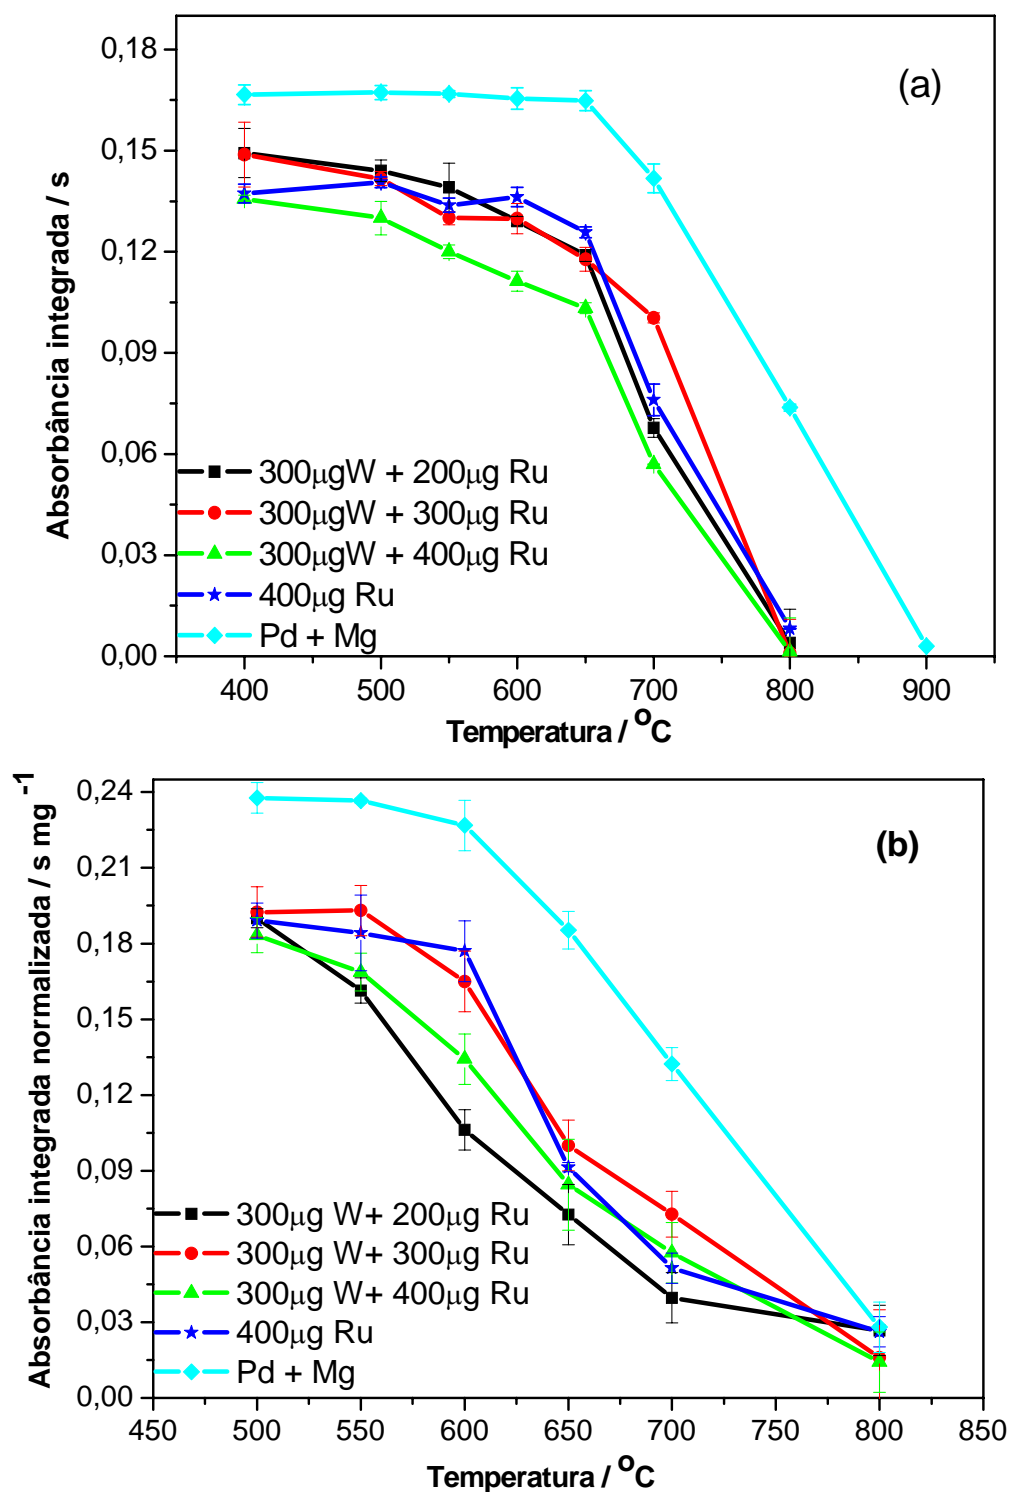 (a)
Absorbância integrada / s
0,18
0,15
0,12
0,09
0,06
0,03
0,00
300μgW + 200μg Ru
300μgW + 300μg Ru
300μgW + 400μg Ru
400μg Ru
Pd + Mg
400 500 600 700 800 900
Temperatura / °C
(b)
Absorbância integrada normalizada / s mg⁻¹
0,24
0,21
0,18
0,15
0,12
0,09
0,06
0,03
0,00
300μg W+ 200μg Ru
300μg W+ 300μg Ru
300μg W+ 400μg Ru
400μg Ru
Pd + Mg
450 500 550 600 650 700 750 800 850
Temperatura / °C